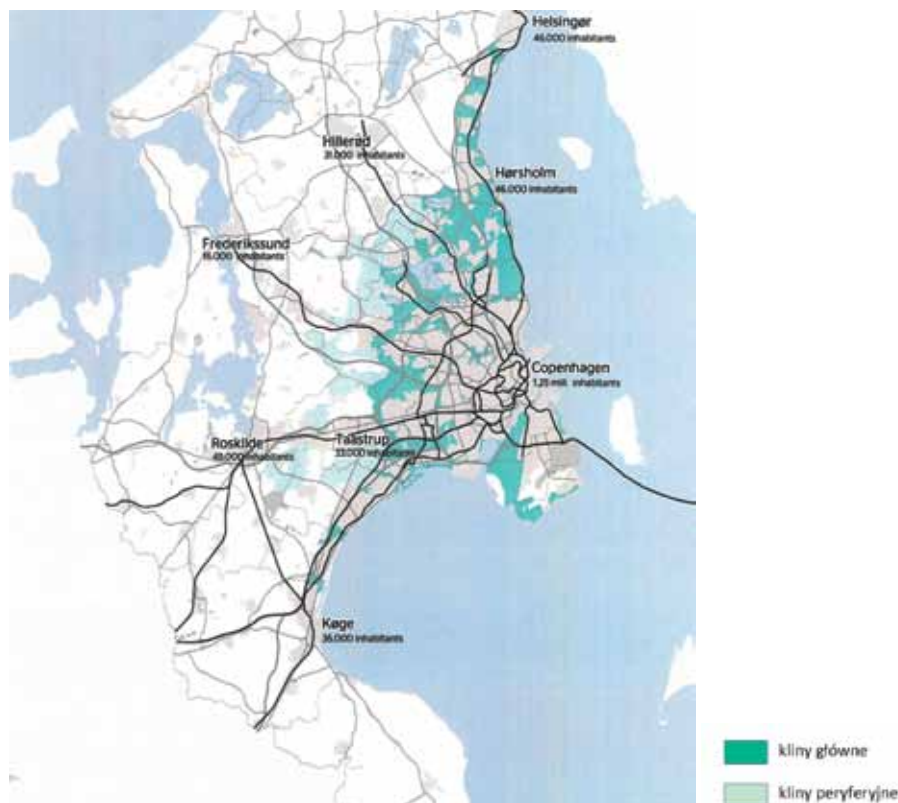 Helsingør
46.000 inhabitants
Hillerød
31.000 inhabitants
Hørsholm
46.000 inhabitants
Frederikssund
15.000 inhabitants
Copenhagen
1,25 mill. inhabitants
Roskilde
48.000 inhabitants
Taastrup
33.000 inhabitants
Køge
36.000 inhabitants
kliny główne
kliny peryferyjne